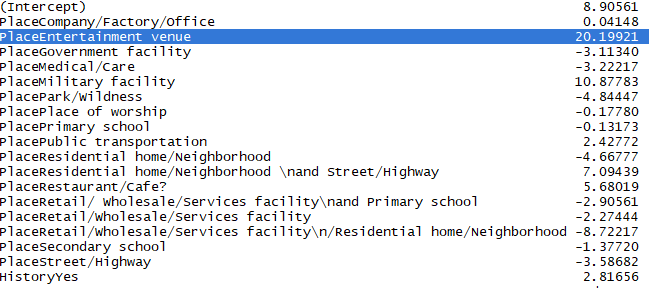 (Intercept) 8.90561
PlaceCompany/Factory/Office 0.04148
PlaceEntertainment venue 20.19921
PlaceGovernment facility -3.11340
PlaceMedical/Care -3.22217
PlaceMilitary facility 10.87783
PlacePark/Wildness -4.84447
PlacePlace of worship -0.17780
PlacePrimary school -0.13173
PlacePublic transportation 2.42772
PlaceResidential home/Neighborhood -4.66777
PlaceResidential home/Neighborhood \nand Street/Highway 7.09439
PlaceRestaurant/Cafe? 5.68019
PlaceRetail/ Wholesale/Services facility\nand Primary school -2.90561
PlaceRetail/Wholesale/Services facility -2.27444
PlaceRetail/Wholesale/Services facility\n/Residential home/Neighborhood -8.72217
PlaceSecondary school -1.37720
PlaceStreet/Highway -3.58682
HistoryYes 2.81656